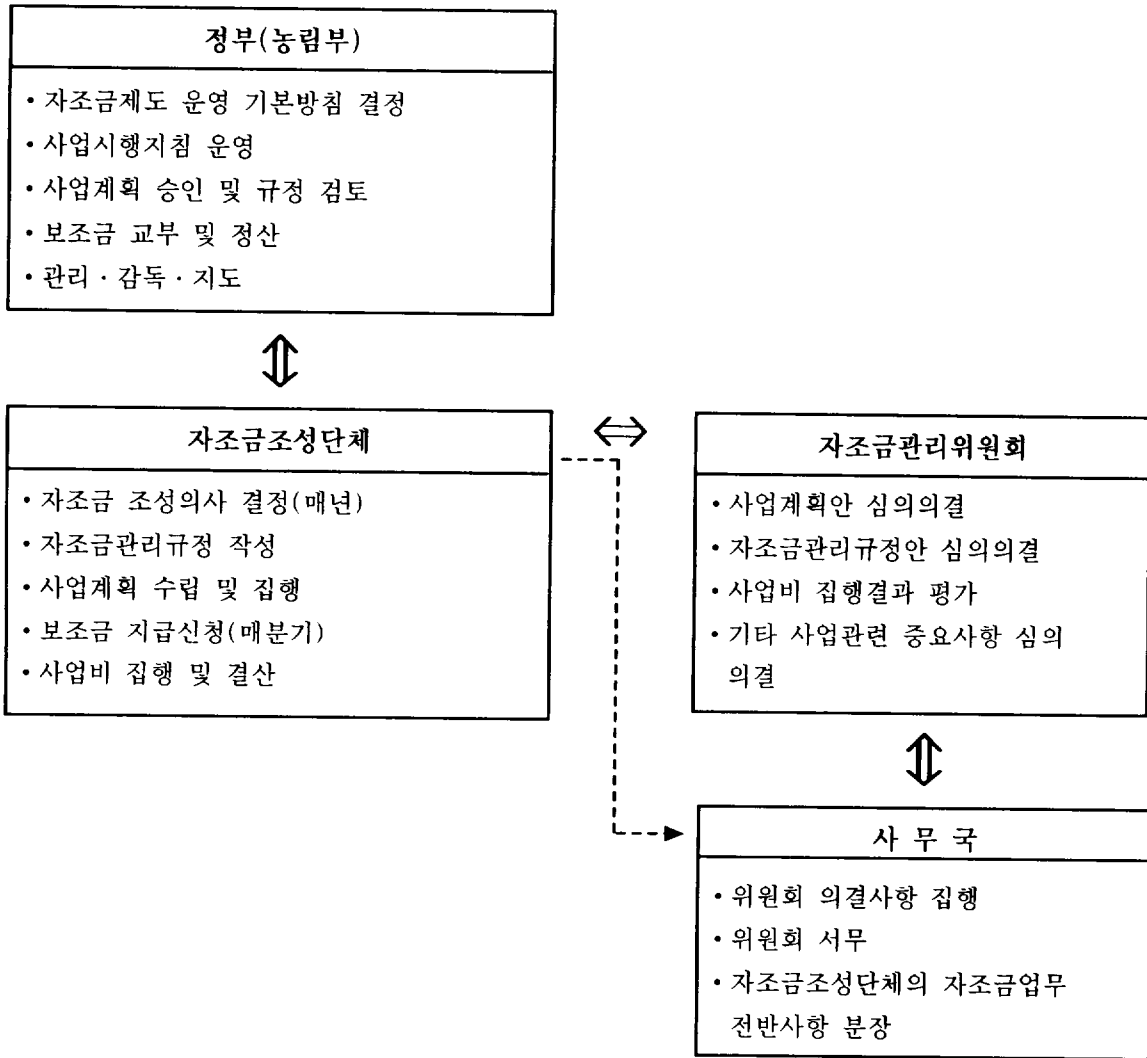 정부(농림부)
• 자조금제도 운영 기본방침 결정
• 사업시행지침 운영
• 사업계획 승인 및 규정 검토
• 보조금 교부 및 정산
• 관리 · 감독 · 지도
자조금조성단체
• 자조금 조성의사 결정(매년)
• 자조금관리규정 작성
• 사업계획 수립 및 집행
• 보조금 지급신청(매분기)
• 사업비 집행 및 결산
자조금관리위원회
• 사업계획안 심의의결
• 자조금관리규정안 심의의결
• 사업비 집행결과 평가
• 기타 사업관련 중요사항 심의
의결
사 무 국
• 위원회 의결사항 집행
• 위원회 서무
• 자조금조성단체의 자조금업무
전반사항 분장